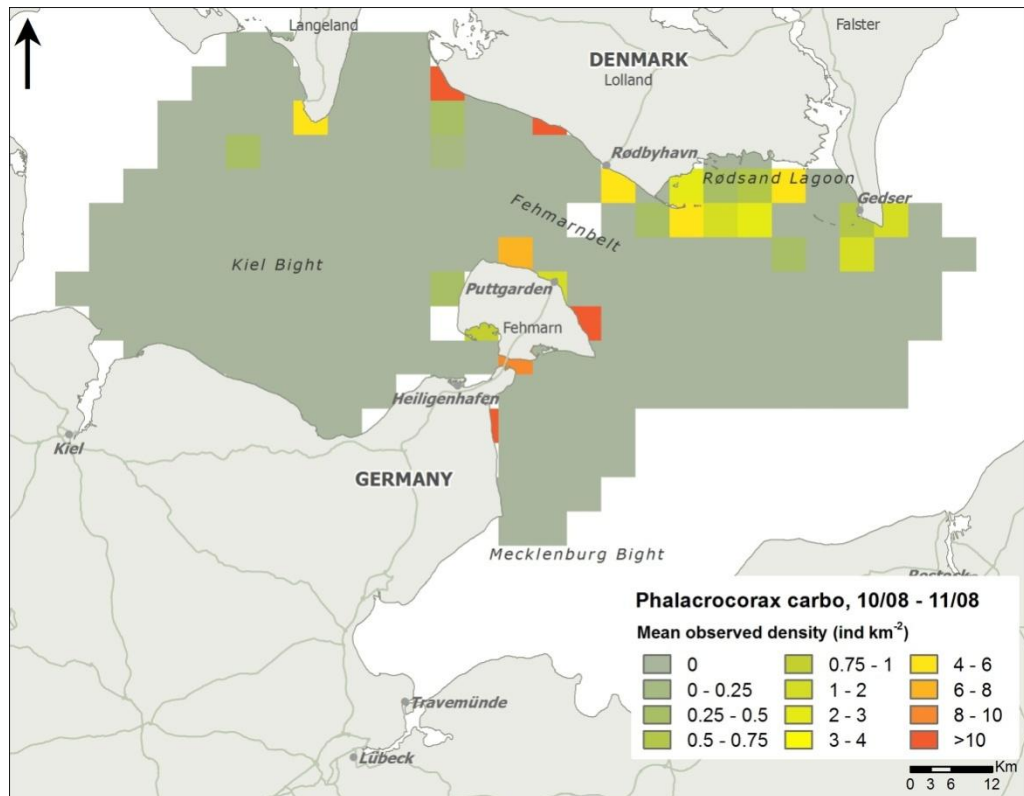 Langeland
Falster
DENMARK
Lolland
Rødbyhavn
Rødsand Lagoon
Gedser
Fehmarnbelt
Kiel Bight
Puttgarden
Fehmarn
Heiligenhafen
Kiel
GERMANY
Mecklenburg Bight
Rostock
Travemünde
Lübeck
Phalacrocorax carbo, 10/08 - 11/08
Mean observed density (ind km-2)
0
0 - 0.25
0.25 - 0.5
0.5 - 0.75
0.75 - 1
1 - 2
2 - 3
3 - 4
4 - 6
6 - 8
8 - 10
>10
Km
0 3 6 12